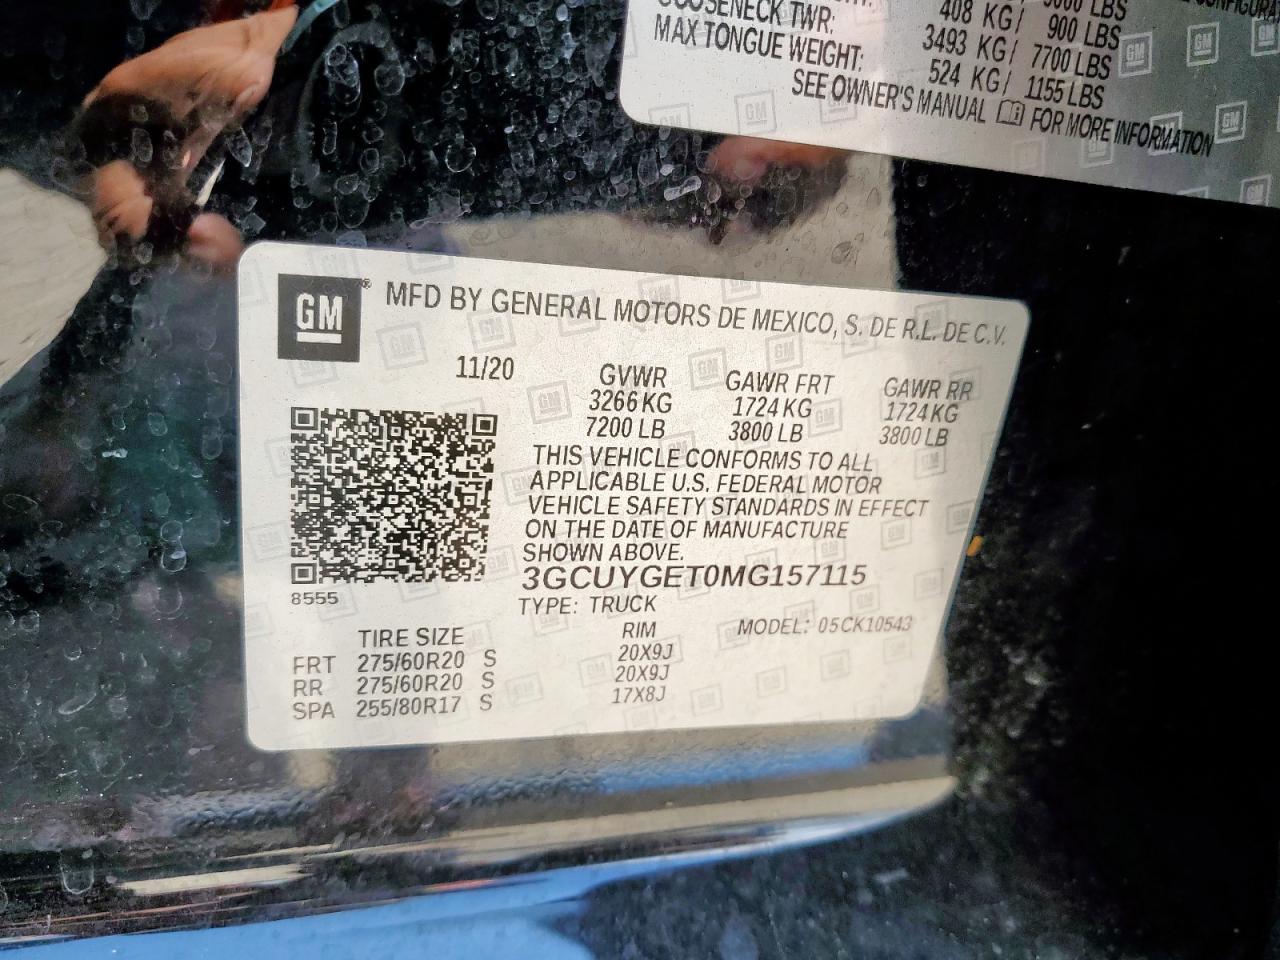 LBS
GOOSENECK TWR: 408 KG/ 900 LBS
MAX TONGUE WEIGHT: 3493 KG/ 7700 LBS
524 KG/ 1155 LBS
SEE OWNER'S MANUAL FOR MORE INFORMATION
GM® MFD BY GENERAL MOTORS DE MEXICO, S. DE R.L. DE C.V.
11/20 GVWR GAWR FRT GAWR RR
3266 KG 1724 KG 1724 KG
7200 LB 3800 LB 3800 LB
THIS VEHICLE CONFORMS TO ALL
APPLICABLE U.S. FEDERAL MOTOR
VEHICLE SAFETY STANDARDS IN EFFECT
ON THE DATE OF MANUFACTURE
SHOWN ABOVE.
3GCUYGET0MG157115
8555
TYPE: TRUCK
MODEL: 05CK10543
TIRE SIZE RIM
FRT 275/60R20 S 20X9J
RR 275/60R20 S 20X9J
SPA 255/80R17 S 17X8J